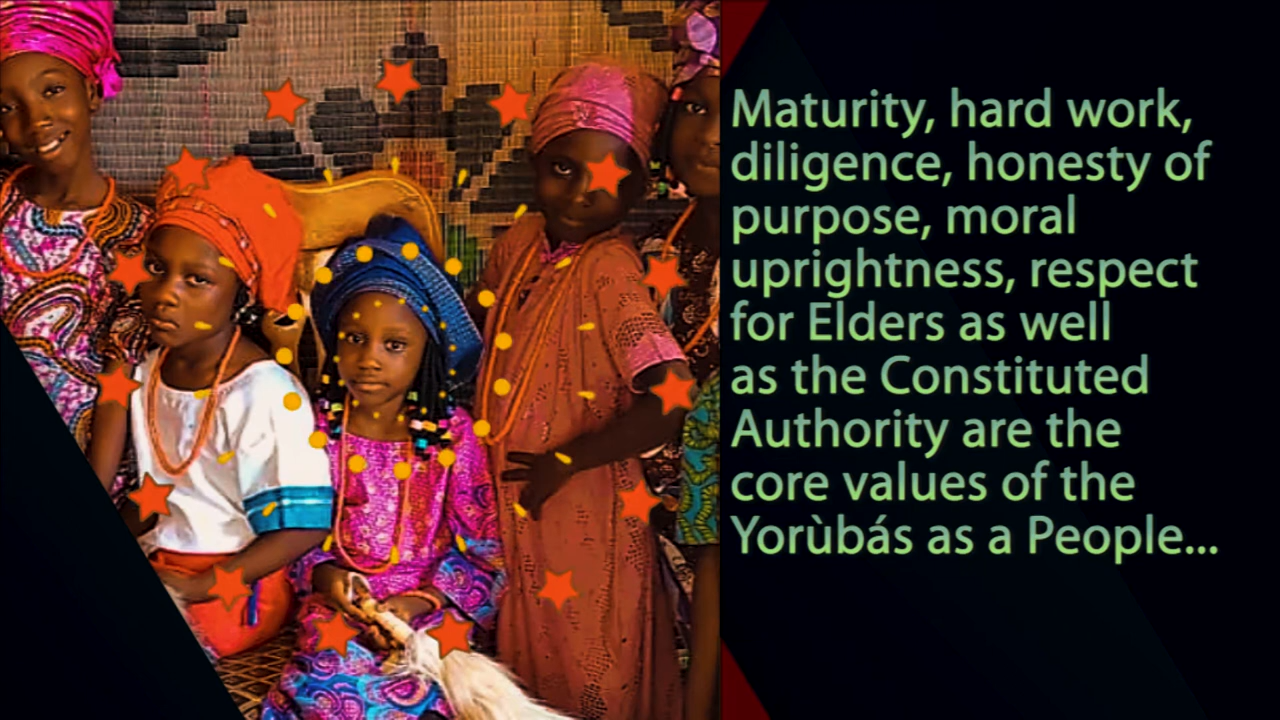 Maturity, hard work,
diligence, honesty of
purpose, moral
uprightness, respect
for Elders as well
as the Constituted
Authority are the
core values of the
Yorùbás as a People...